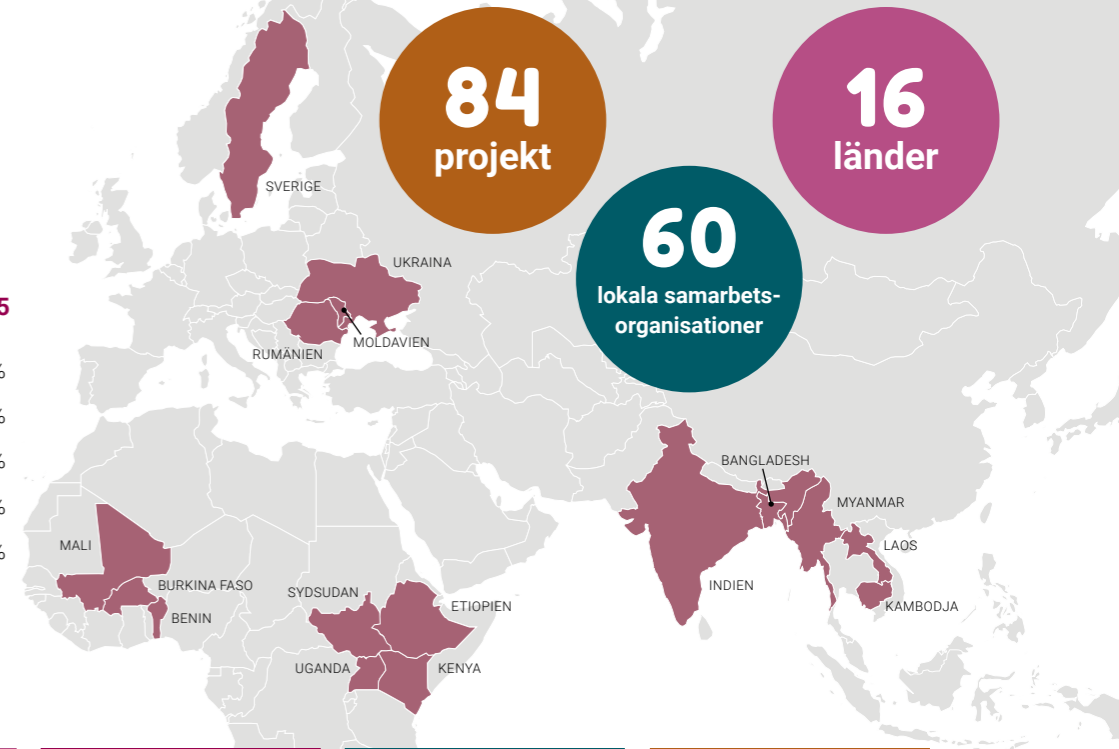 84
projekt
16
länder
60
lokala samarbets-
organisationer
SVERIGE
UKRAINA
MOLDAVIEN
RUMÄNIEN
5
%
%
%
%
%
BANGLADESH
MYANMAR
LAOS
INDIEN
KAMBODJA
MALI
BURKINA FASO
BENIN
SYDSUDAN
ETIOPIEN
UGANDA
KENYA